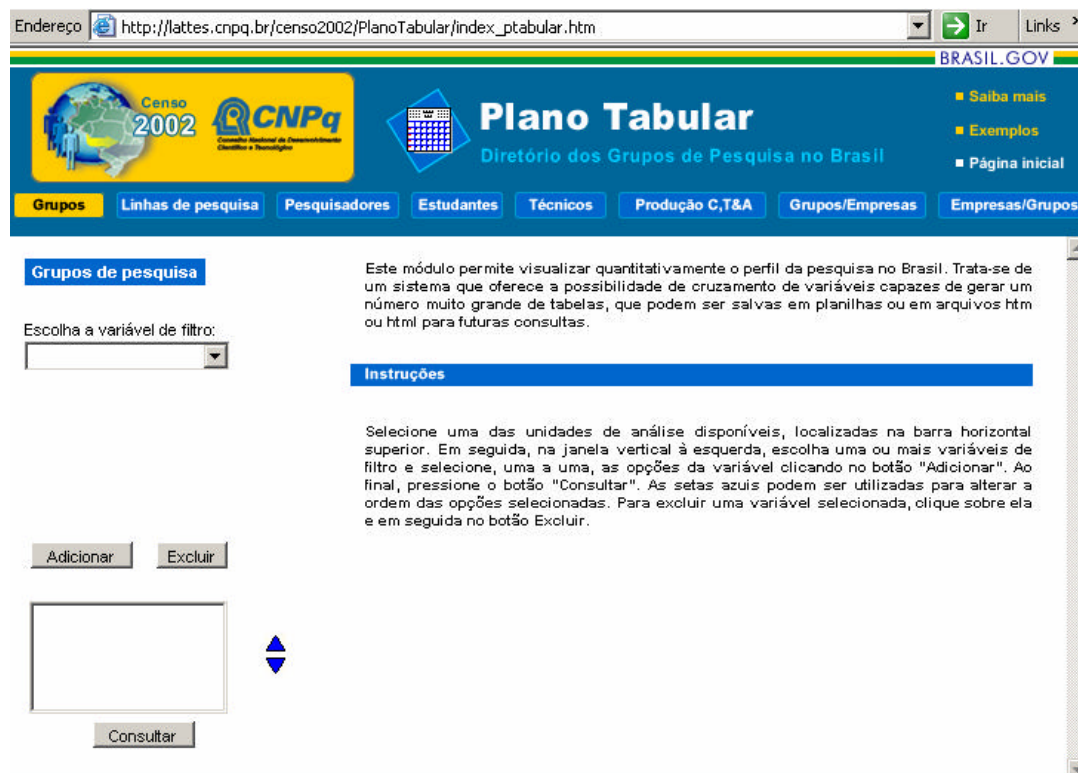 Endereço http://lattes.cnpq.br/censo2002/PlanoTabular/index_ptabular.htm Ir Links »
BRASIL.GOV
Censo
2002
CNPq
Conselho Nacional de Desenvolvimento
Científico e Tecnológico
Plano Tabular
Diretório dos Grupos de Pesquisa no Brasil
Saiba mais
Exemplos
Página inicial
Grupos Linhas de pesquisa Pesquisadores Estudantes Técnicos Produção C,T&A Grupos/Empresas Empresas/Grupos
Grupos de pesquisa
Escolha a variável de filtro:
Este módulo permite visualizar quantitativamente o perfil da pesquisa no Brasil. Trata-se de
um sistema que oferece a possibilidade de cruzamento de variáveis capazes de gerar um
número muito grande de tabelas, que podem ser salvas em planilhas ou em arquivos htm
ou html para futuras consultas.
Instruções
Selecione uma das unidades de análise disponíveis, localizadas na barra horizontal
superior. Em seguida, na janela vertical à esquerda, escolha uma ou mais variáveis de
filtro e selecione, uma a uma, as opções da variável clicando no botão "Adicionar". Ao
final, pressione o botão "Consultar". As setas azuis podem ser utilizadas para alterar a
ordem das opções selecionadas. Para excluir uma variável selecionada, clique sobre ela
e em seguida no botão Excluir.
Adicionar Excluir
Consultar